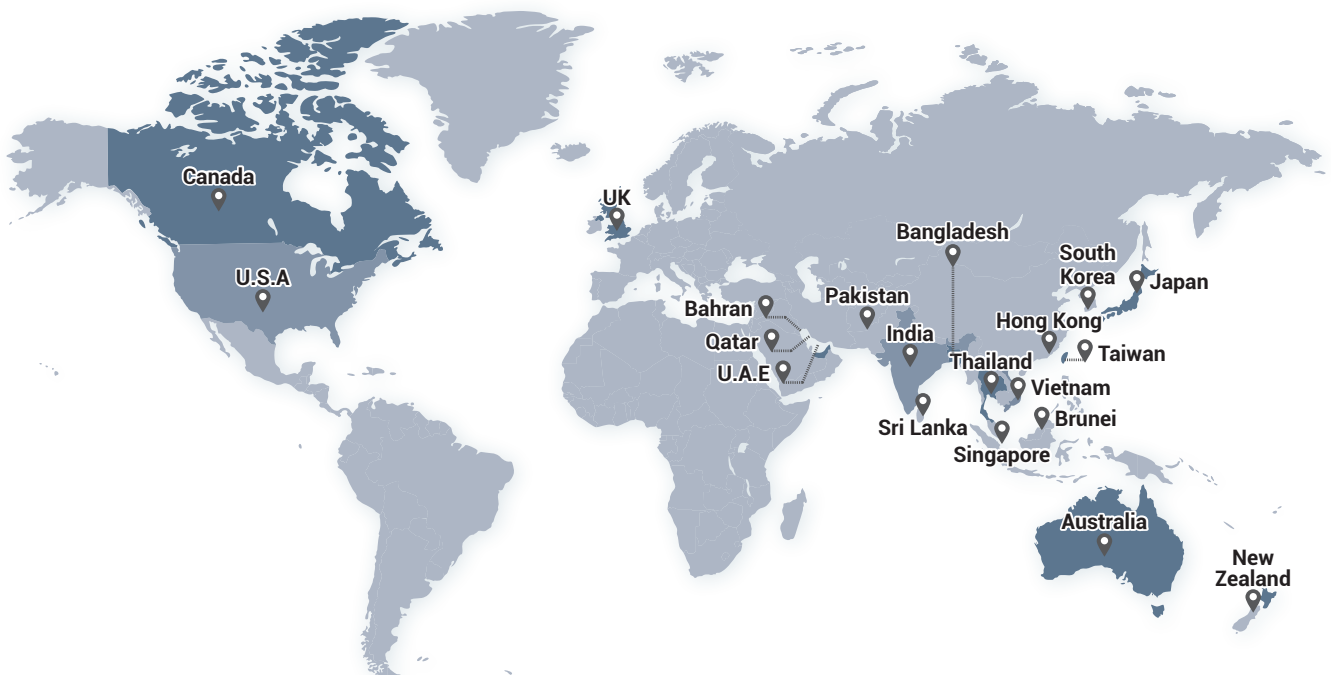 Canada
UK
Bangladesh
South
Korea
U.S.A
Japan
Pakistan
Bahran
Hong Kong
India
Qatar
Taiwan
Thailand
U.A.E
Vietnam
Brunei
Sri Lanka
Singapore
Australia
New
Zealand